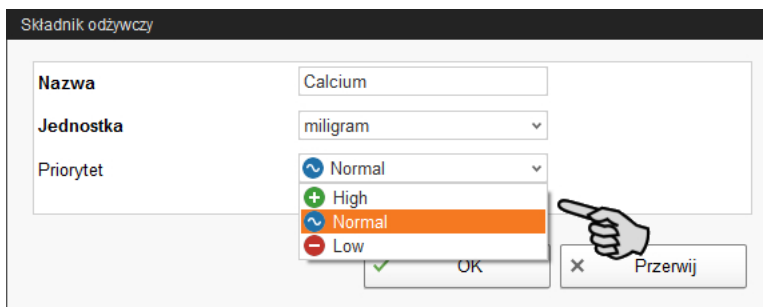 Składnik odżywczy
Nazwa Calcium
Jednostka miligram
Priorytet Normal
High
Normal
Low
OK Przerwij